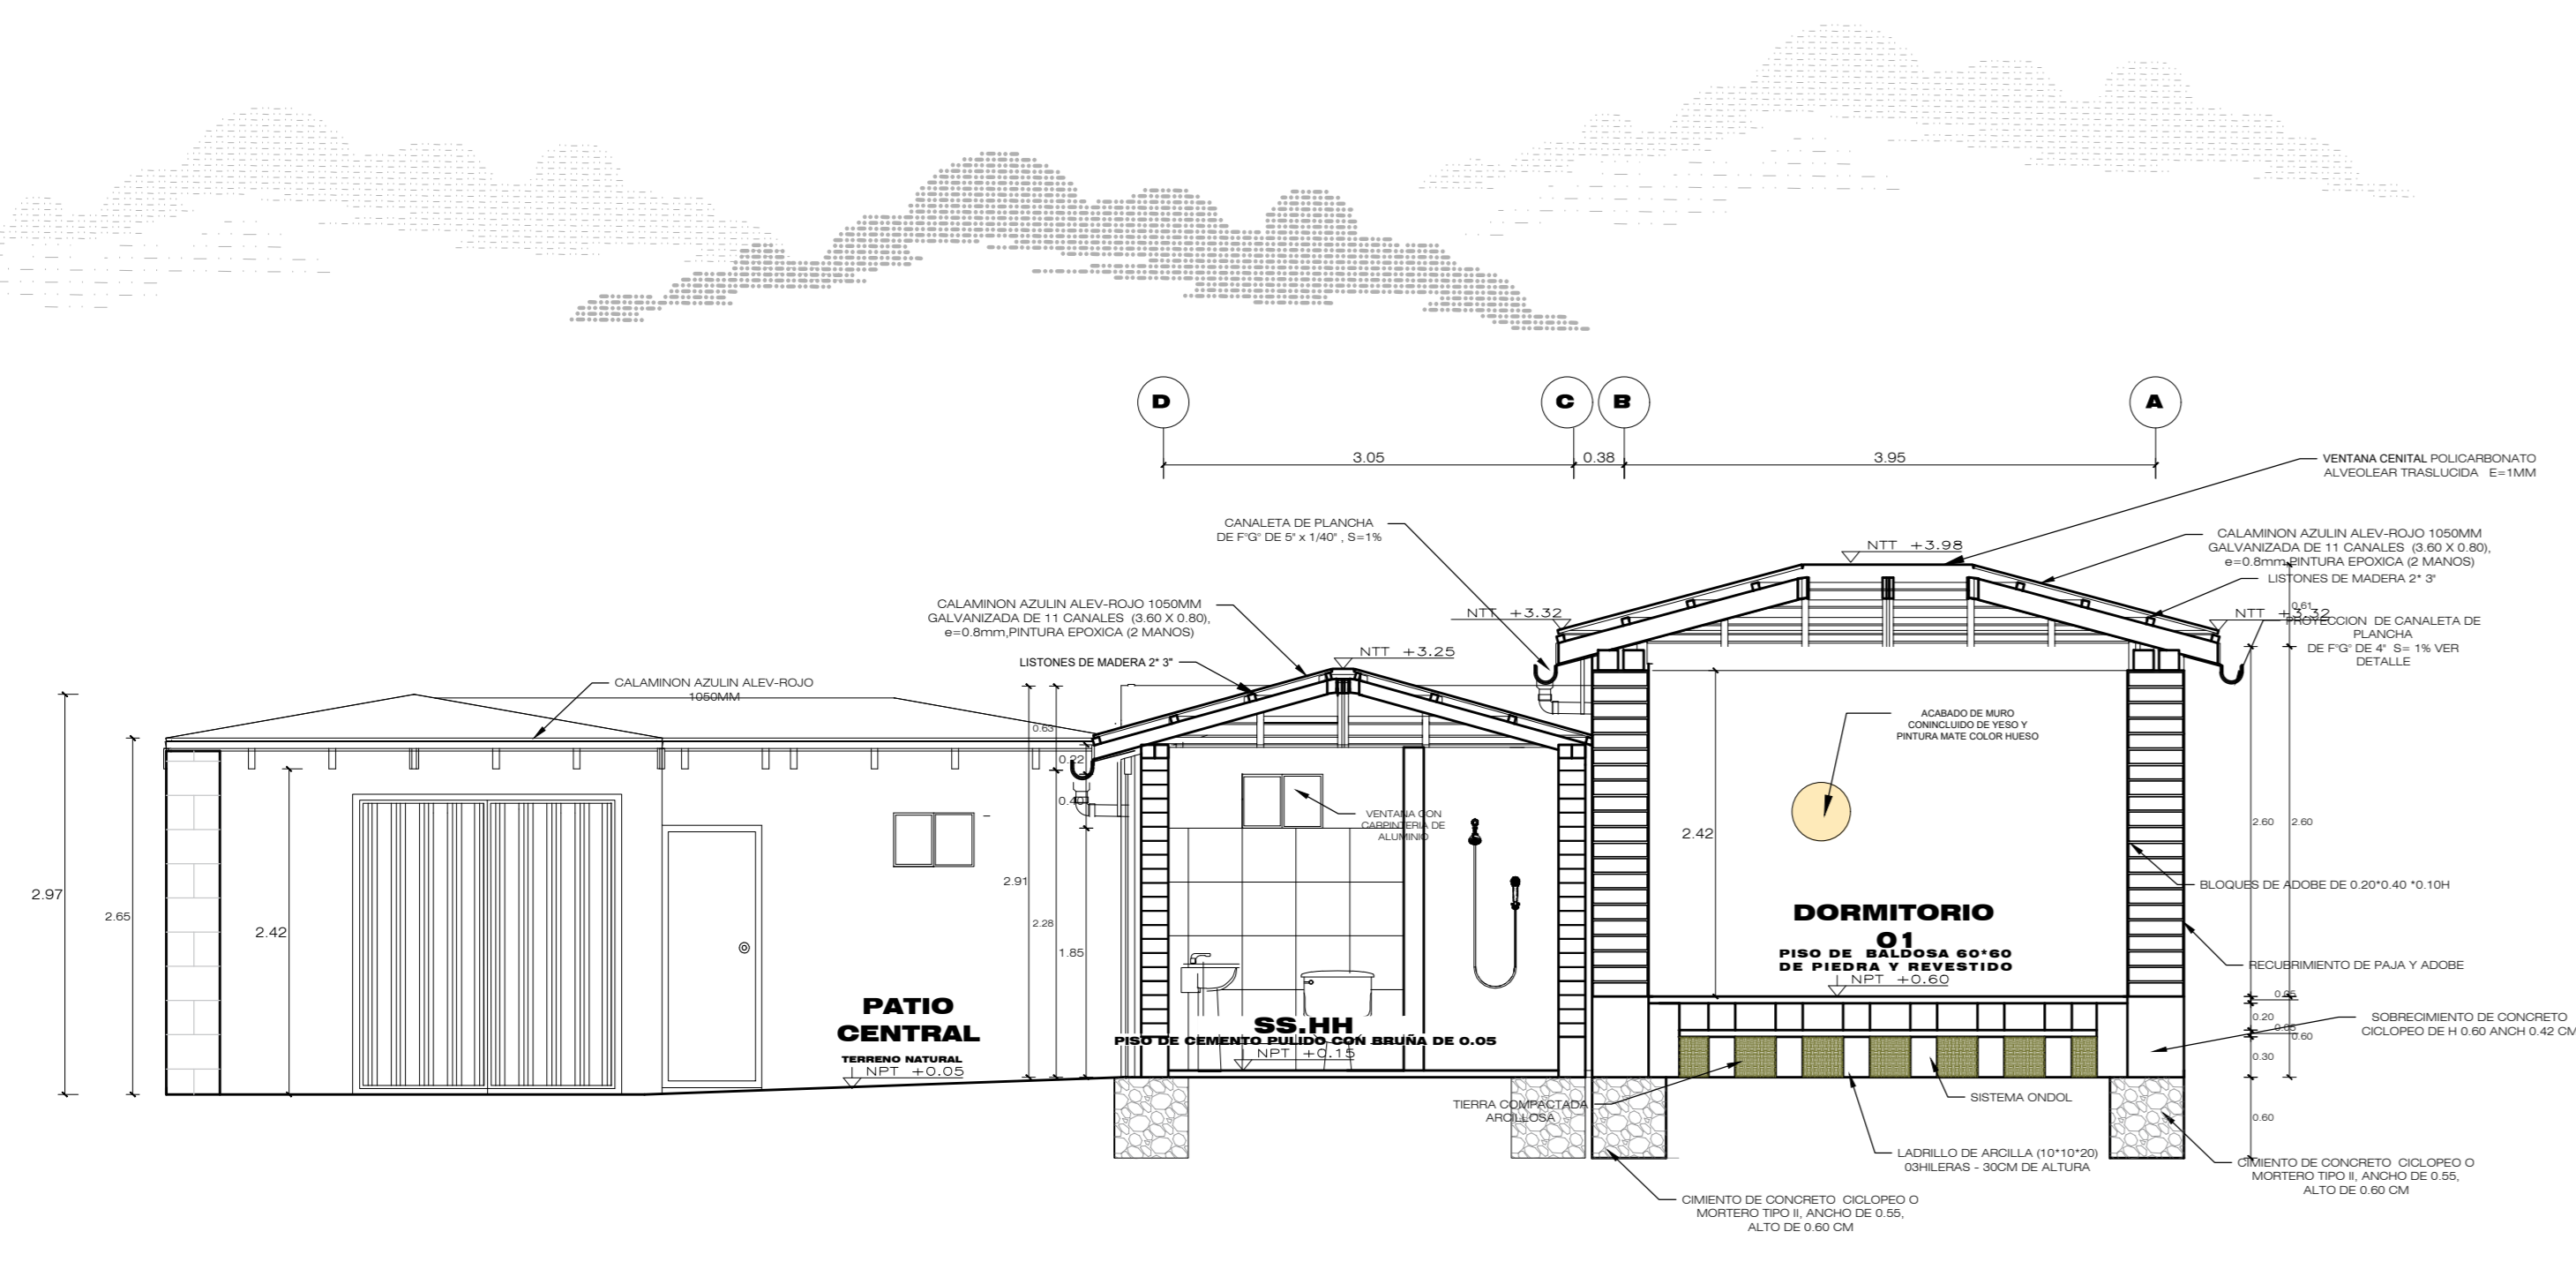 D
C
B
A
3.05
0.38
3.95
VENTANA CENITAL POLICARBONATO
ALVEOLEAR TRASLUCIDA E=1MM
CANALETA DE PLANCHA
DE F°G° DE 5" x 1/40" , S=1%
NTT +3.98
CALAMINON AZULIN ALEV-ROJO 1050MM
GALVANIZADA DE 11 CANALES (3.60 X 0.80),
e=0.8mm,PINTURA EPOXICA (2 MANOS)
LISTONES DE MADERA 2* 3"
CALAMINON AZULIN ALEV-ROJO 1050MM
GALVANIZADA DE 11 CANALES (3.60 X 0.80),
e=0.8mm,PINTURA EPOXICA (2 MANOS)
LISTONES DE MADERA 2* 3"
NTT +3.32
NTT +3.32
0.61
PROYECCION DE CANALETA DE
PLANCHA
DE F°G° DE 4" S= 1% VER
DETALLE
NTT +3.25
CALAMINON AZULIN ALEV-ROJO
1050MM
ACABADO DE MURO
CONINCLUIDO DE YESO Y
PINTURA MATE COLOR HUESO
0.63
0.22
0.40
VENTANA CON
CARPINTERIA DE
ALUMINIO
2.97
2.65
2.42
2.91
2.28
1.85
2.42
2.60
2.60
BLOQUES DE ADOBE DE 0.20*0.40 *0.10H
DORMITORIO
01
PISO DE BALDOSA 60*60
DE PIEDRA Y REVESTIDO
NPT +0.60
RECUBRIMIENTO DE PAJA Y ADOBE
PATIO
CENTRAL
TERRENO NATURAL
NPT +0.05
SS.HH
PISO DE CEMENTO PULIDO CON BRUÑA DE 0.05
NPT +0.15
0.05
0.20
0.05
0.60
0.30
0.60
SOBRECIMIENTO DE CONCRETO
CICLOPEO DE H 0.60 ANCH 0.42 CM
TIERRA COMPACTADA
ARCILLOSA
SISTEMA ONDOL
LADRILLO DE ARCILLA (10*10*20)
03HILERAS - 30CM DE ALTURA
CIMIENTO DE CONCRETO CICLOPEO O
MORTERO TIPO II, ANCHO DE 0.55,
ALTO DE 0.60 CM
CIMIENTO DE CONCRETO CICLOPEO O
MORTERO TIPO II, ANCHO DE 0.55,
ALTO DE 0.60 CM